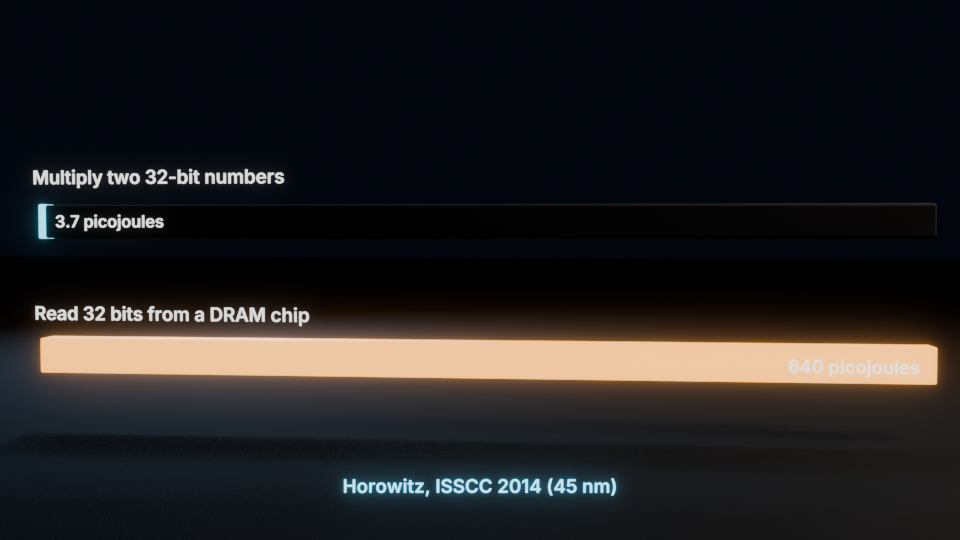 Multiply two 32-bit numbers
3.7 picojoules
Read 32 bits from a DRAM chip
640 picojoules
Horowitz, ISSCC 2014 (45 nm)